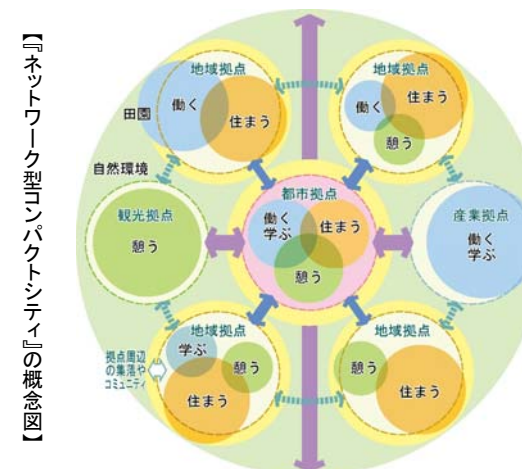 【『ネットワーク型コンパクトシティ』の概念図】
地域拠点
働く
住まう
田園
自然環境
地域拠点
働く
住まう
憩う
観光拠点
憩う
都市拠点
働く
学ぶ
住まう
憩う
産業拠点
働く
学ぶ
地域拠点
学ぶ
憩う
住まう
拠点周辺
の集落や
コミュニティ
地域拠点
憩う
住まう